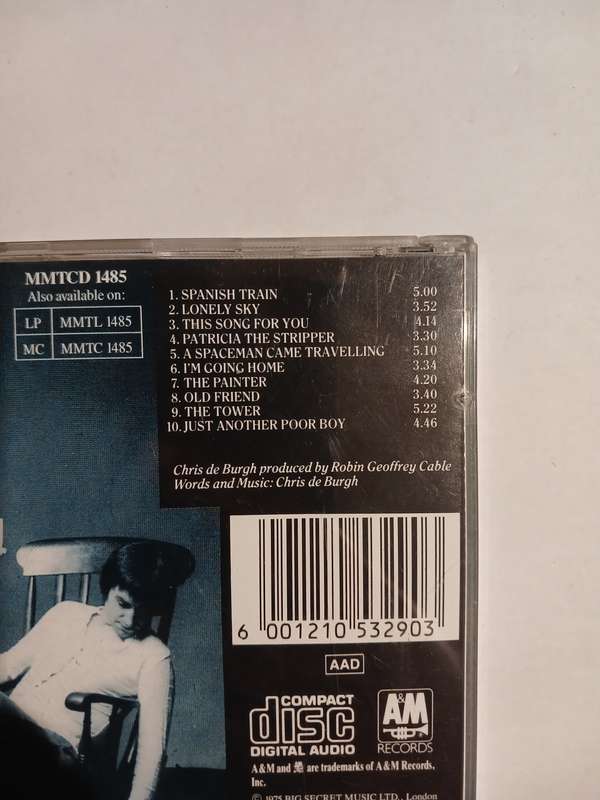 MMTCD 1485
Also available on:
LP MMTL 1485
MC MMTC 1485
1. SPANISH TRAIN 5.00
2. LONELY SKY 3.52
3. THIS SONG FOR YOU 4.14
4. PATRICIA THE STRIPPER 3.30
5. A SPACEMAN CAME TRAVELLING 5.10
6. I'M GOING HOME 3.34
7. THE PAINTER 4.20
8. OLD FRIEND 3.40
9. THE TOWER 5.22
10. JUST ANOTHER POOR BOY 4.46
Chris de Burgh produced by Robin Geoffrey Cable
Words and Music: Chris de Burgh
6 001210 532903
AAD
COMPACT
disc
DIGITAL AUDIO
A&M
RECORDS
A&M and are trademarks of A&M Records,
Inc.
1975 BIG SECRET MUSIC LTD., London